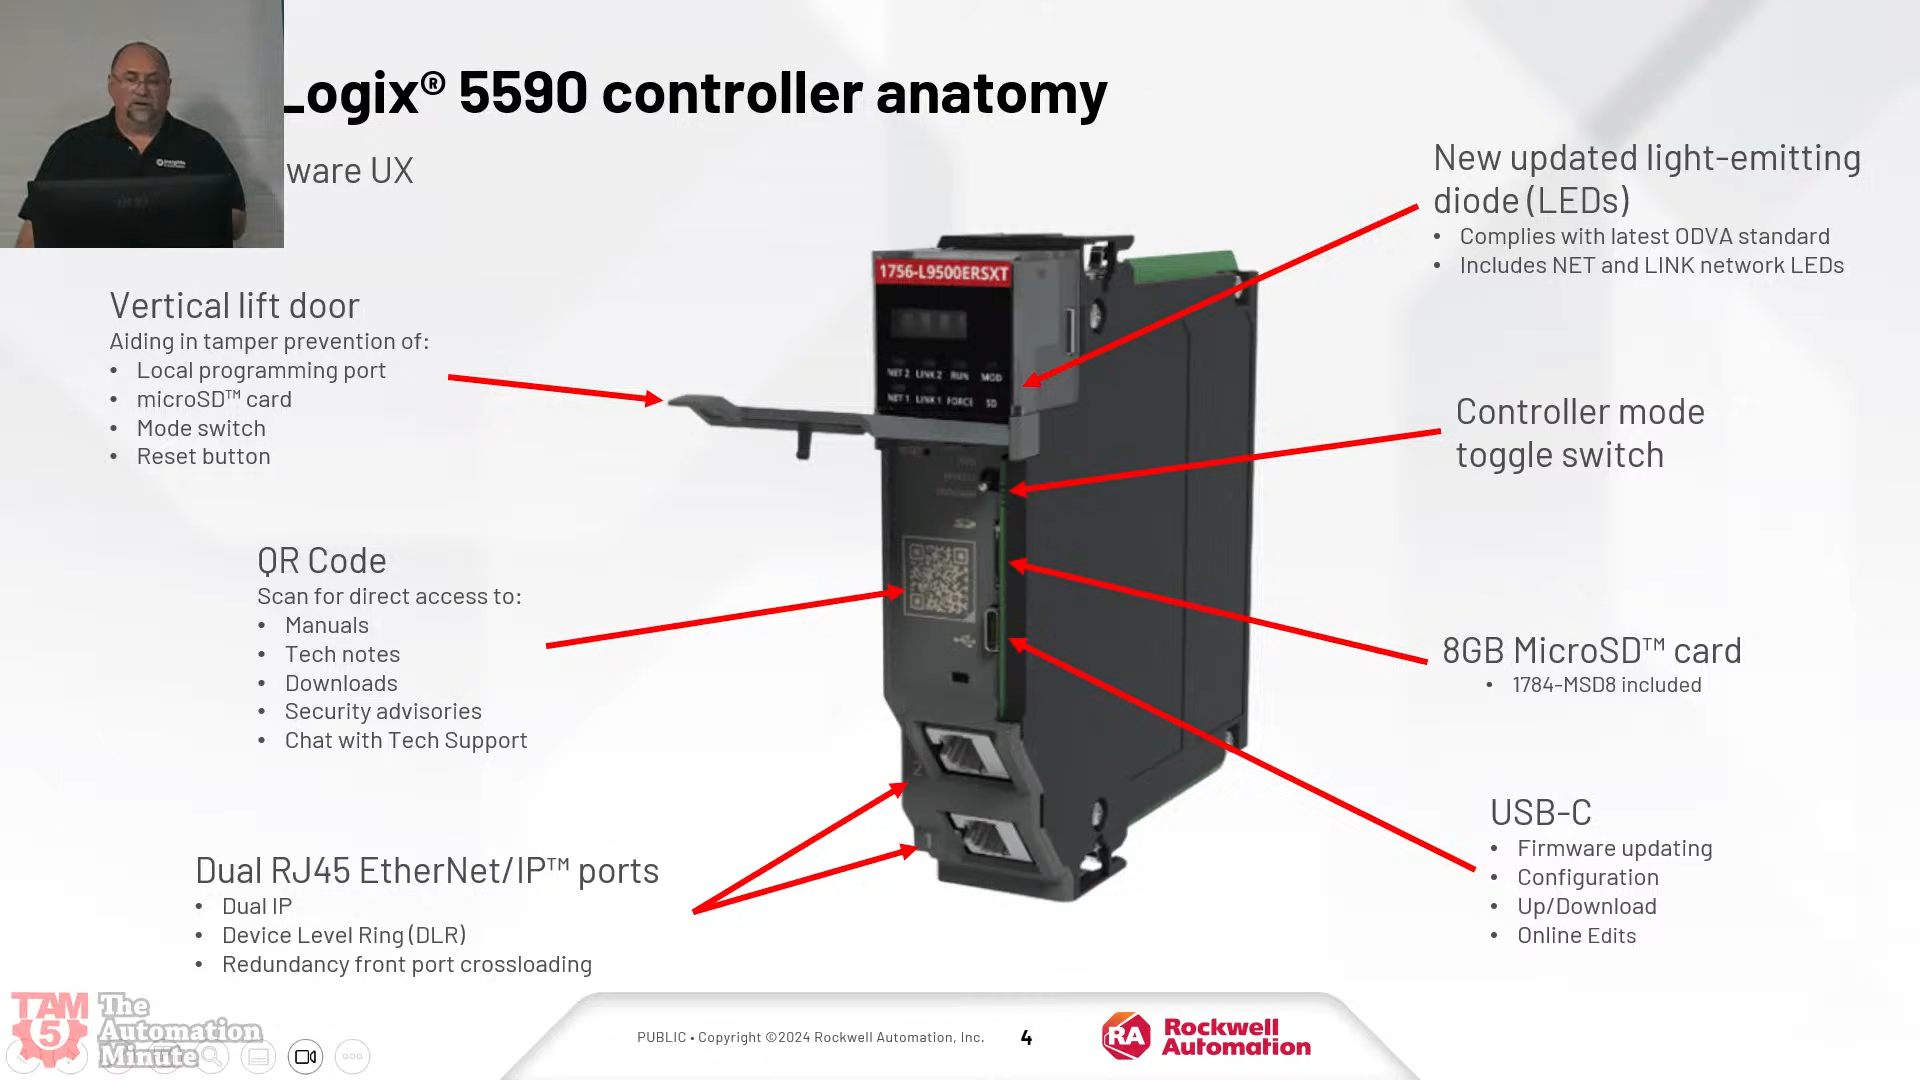 Logix® 5590 controller anatomy
ware UX
New updated light-emitting
diode (LEDs)
• Complies with latest ODVA standard
• Includes NET and LINK network LEDs
1756-L9500ERSXT
NET 2 LINK 2 RUN MOD
NET 1 LINK 1 FORCE SD
Vertical lift door
Aiding in tamper prevention of:
• Local programming port
• microSD™ card
• Mode switch
• Reset button
Controller mode
toggle switch
QR Code
Scan for direct access to:
• Manuals
• Tech notes
• Downloads
• Security advisories
• Chat with Tech Support
8GB MicroSD™ card
• 1784-MSD8 included
2
1
USB-C
• Firmware updating
• Configuration
• Up/Download
• Online Edits
Dual RJ45 EtherNet/IP™ ports
• Dual IP
• Device Level Ring (DLR)
• Redundancy front port crossloading
TAM
5
The
Automation
Minute
PUBLIC • Copyright ©2024 Rockwell Automation, Inc.
4
RA
Rockwell
Automation